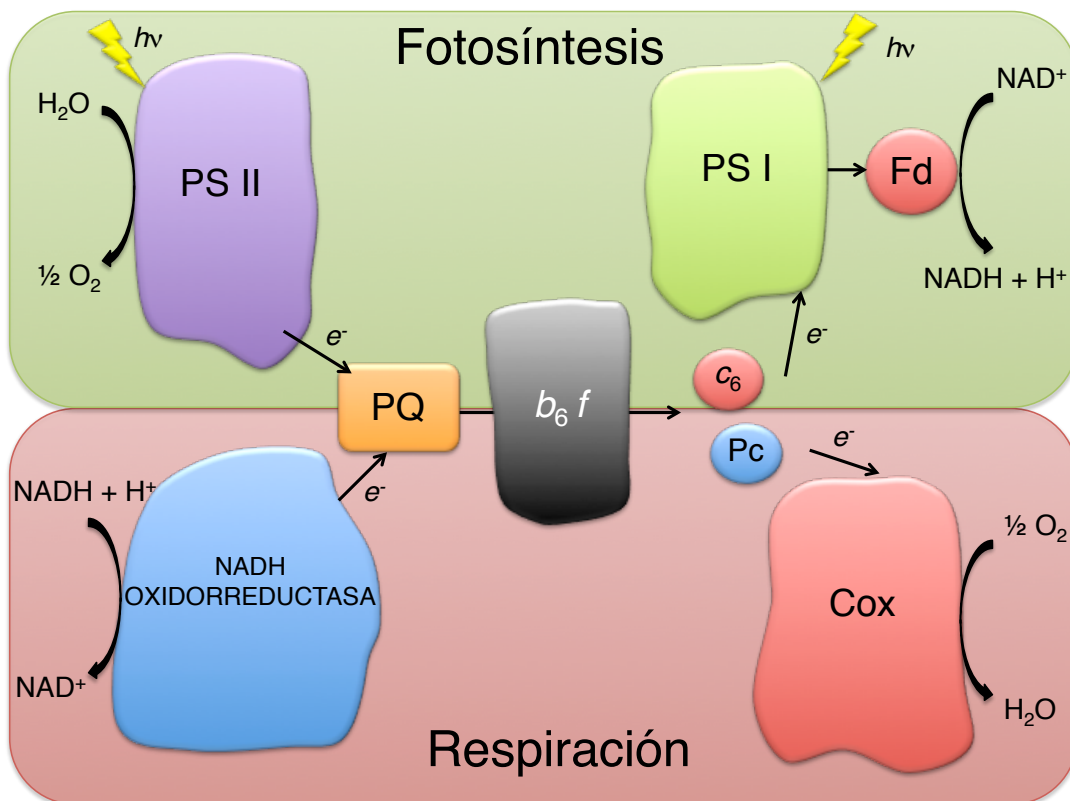 Fotosíntesis
hν
H₂O
PS II
½ O₂
e⁻
PS I
hν
NAD⁺
Fd
NADH + H⁺
e⁻
c₆
PQ
b₆ f
Pc
e⁻
e⁻
NADH + H⁺
NADH
OXIDORREDUCTASA
NAD⁺
Cox
½ O₂
H₂O
Respiración